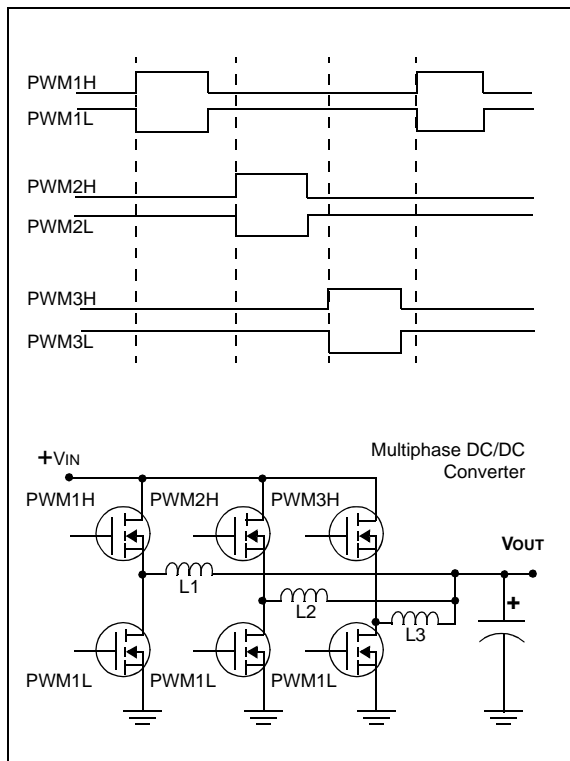 PWM1H
PWM1L
PWM2H
PWM2L
PWM3H
PWM3L
+VIN
Multiphase DC/DC
Converter
PWM1H PWM2H PWM3H
VOUT
L1
L2
L3
+
PWM1L PWM1L PWM1L